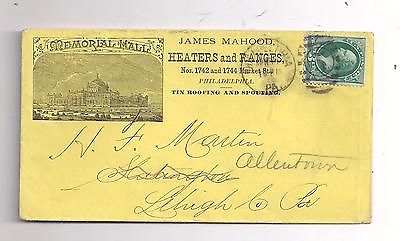 MEMORIAL HALL
JAMES MAHOOD,
HEATERS and RANGES,
Nos. 1742 and 1744 Market St.,
PHILADELPHIA.
TIN ROOFING AND SPOUTING.
PA.
H. F. Martin
Allentown
Slatington
Lehigh Co Pa